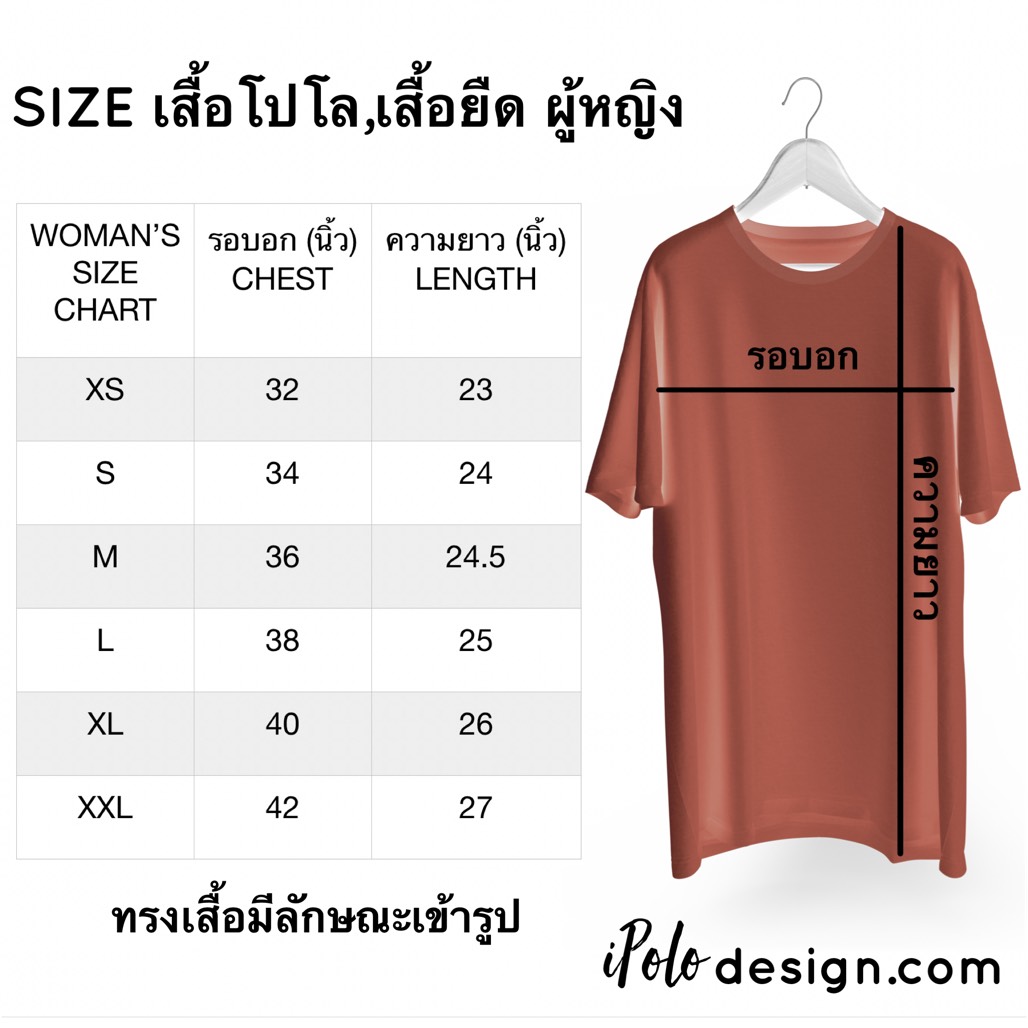 SIZE เสื้อโปโล,เสื้อยืด ผู้หญิง
WOMAN’S SIZE CHART
รอบอก (นิ้ว) CHEST
ความยาว (นิ้ว) LENGTH
XS 32 23
S 34 24
M 36 24.5
L 38 25
XL 40 26
XXL 42 27
รอบอก
ความยาว
ทรงเสื้อมีลักษณะเข้ารูป
iPolo design.com